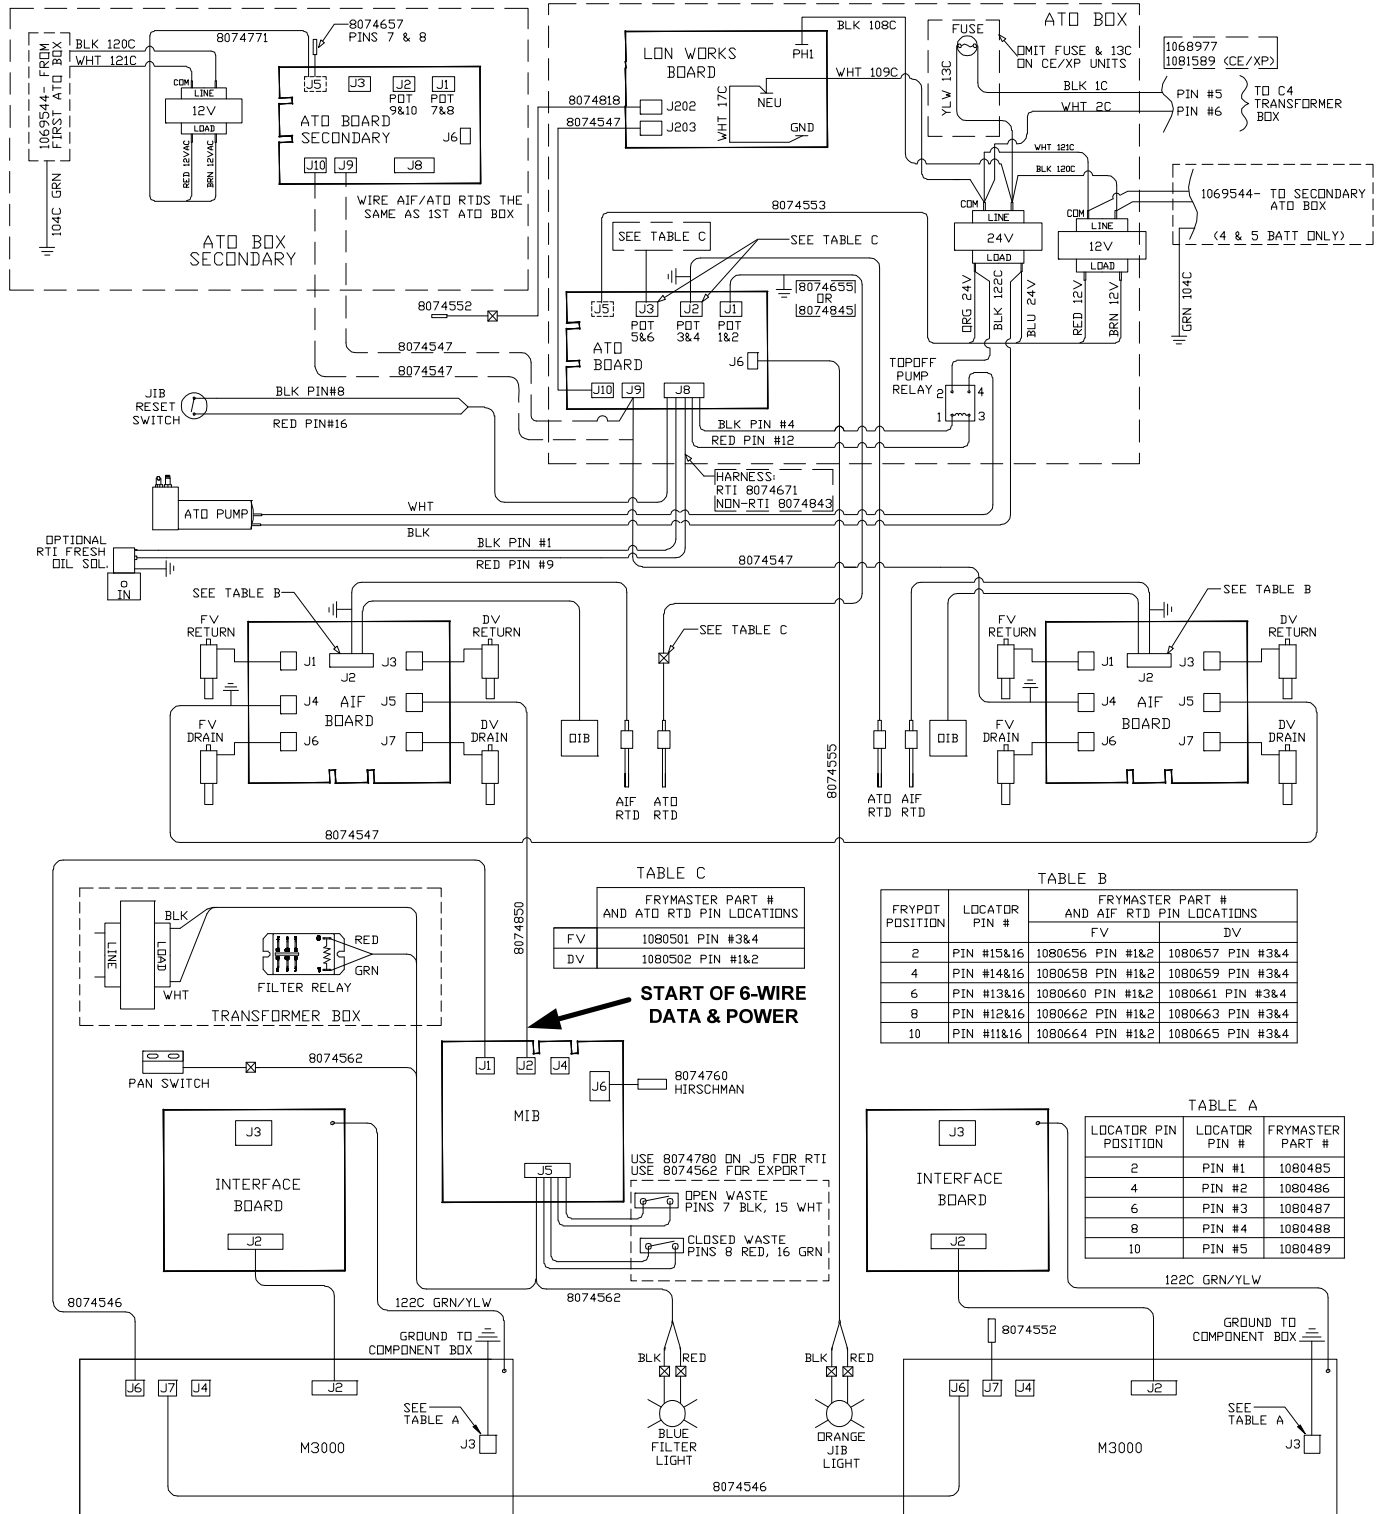 8074657
PINS 7 & 8
8074771
BLK 120C
WHT 121C
1069544- FROM
FIRST ATO BOX
104C GRN
COM
LINE
12V
LOAD
RED 12VAC
BRN 12VAC
J5
J3
J2
J1
POT
9&10
POT
7&8
ATO BOARD
SECONDARY
J6
J10
J9
J8
WIRE AIF/ATO RTDS THE
SAME AS 1ST ATO BOX
ATO BOX
SECONDARY
ATO BOX
LON WORKS
BOARD
PH1
BLK 108C
WHT 109C
NEU
WHT 17C
GND
J202
J203
8074818
8074547
FUSE
YLW 13C
OMIT FUSE & 13C
ON CE/XP UNITS
1068977
1081589 (CE/XP)
BLK 1C
WHT 2C
PIN #5
PIN #6
TO C4
TRANSFORMER
BOX
WHT 121C
BLK 120C
1069544- TO SECONDARY
ATO BOX
(4 & 5 BATT ONLY)
GRN 104C
COM
LINE
24V
LOAD
COM
LINE
12V
LOAD
ORG 24V
BLK 122C
BLU 24V
RED 12V
BRN 12V
8074553
SEE TABLE C
SEE TABLE C
8074655
OR
8074845
8074552
J5
J3
J2
J1
POT
5&6
POT
3&4
POT
1&2
ATO
BOARD
J6
J10
J9
J8
8074547
8074547
TOPOFF
PUMP
RELAY
2
4
1
3
JIB
RESET
SWITCH
BLK PIN#8
RED PIN#16
BLK PIN #4
RED PIN #12
HARNESS:
RTI 8074671
NON-RTI 8074843
ATO PUMP
WHT
BLK
OPTIONAL
RTI FRESH
OIL SOL.
IN
BLK PIN #1
RED PIN #9
8074547
SEE TABLE B
FV
RETURN
DV
RETURN
J1
J3
J2
J4
AIF
BOARD
J5
FV
DRAIN
DV
DRAIN
J6
J7
OIB
SEE TABLE C
AIF
RTD
ATO
RTD
8074555
ATO
RTD
AIF
RTD
OIB
SEE TABLE B
FV
RETURN
DV
RETURN
J1
J3
J2
J4
AIF
BOARD
J5
FV
DRAIN
DV
DRAIN
J6
J7
8074547
8074850
TABLE C
FRYMASTER PART #
AND ATO RTD PIN LOCATIONS
FV 1080501 PIN #3&4
DV 1080502 PIN #1&2
TABLE B
FRYPOT
POSITION
LOCATOR
PIN #
FRYMASTER PART #
AND AIF RTD PIN LOCATIONS
FV DV
2 PIN #15&16 1080656 PIN #1&2 1080657 PIN #3&4
4 PIN #14&16 1080658 PIN #1&2 1080659 PIN #3&4
6 PIN #13&16 1080660 PIN #1&2 1080661 PIN #3&4
8 PIN #12&16 1080662 PIN #1&2 1080663 PIN #3&4
10 PIN #11&16 1080664 PIN #1&2 1080665 PIN #3&4
LINE
LOAD
BLK
WHT
RED
GRN
FILTER RELAY
TRANSFORMER BOX
START OF 6-WIRE
DATA & POWER
PAN SWITCH
8074562
J1
J2
J4
J6
8074760
HIRSCHMAN
MIB
J5
USE 8074780 ON J5 FOR RTI
USE 8074562 FOR EXPORT
OPEN WASTE
PINS 7 BLK, 15 WHT
CLOSED WASTE
PINS 8 RED, 16 GRN
8074562
TABLE A
LOCATOR PIN
POSITION
LOCATOR
PIN #
FRYMASTER
PART #
2 PIN #1 1080485
4 PIN #2 1080486
6 PIN #3 1080487
8 PIN #4 1080488
10 PIN #5 1080489
J3
INTERFACE
BOARD
J2
J3
INTERFACE
BOARD
J2
8074546
122C GRN/YLW
GROUND TO
COMPONENT BOX
J6
J7
J4
J2
SEE
TABLE A
J3
M3000
BLK
RED
BLUE
FILTER
LIGHT
BLK
RED
ORANGE
JIB
LIGHT
8074552
122C GRN/YLW
GROUND TO
COMPONENT BOX
J6
J7
J4
J2
SEE
TABLE A
J3
M3000
8074546